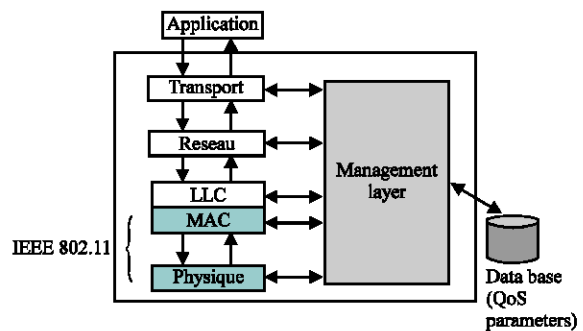 Application
Transport
Reseau
LLC
MAC
Physique
IEEE 802.11
Management
layer
Data base
(QoS
parameters)